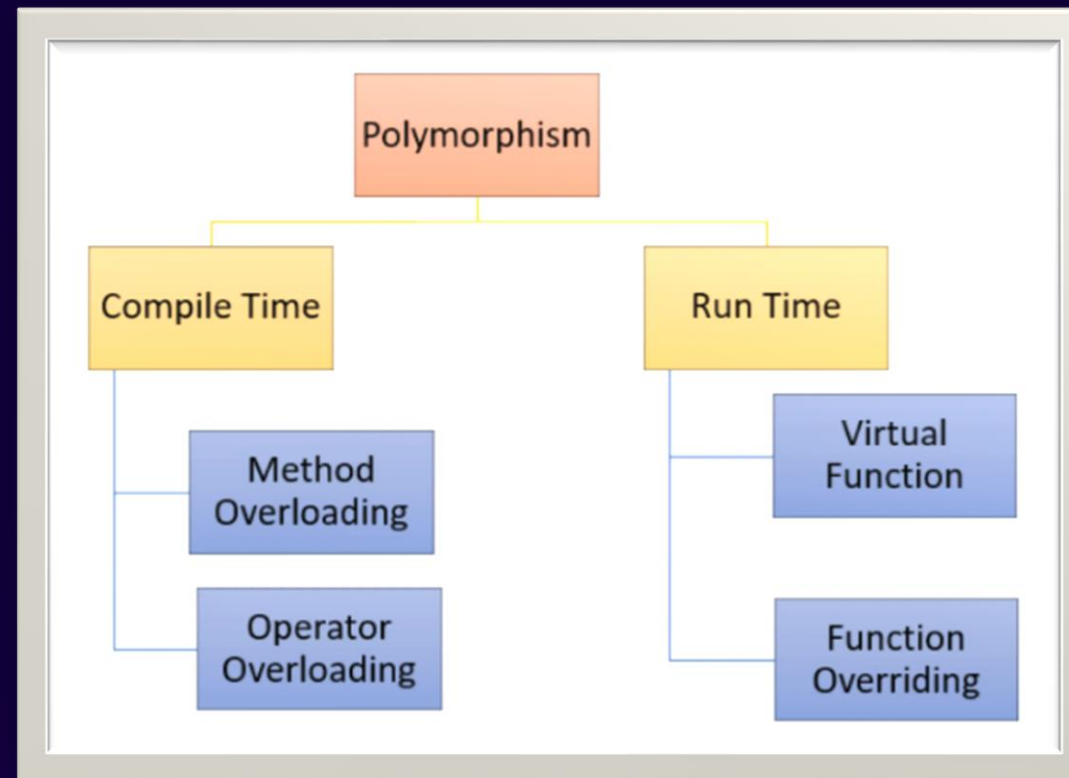 Polymorphism
Compile Time
Run Time
Method
Overloading
Operator
Overloading
Virtual
Function
Function
Overriding